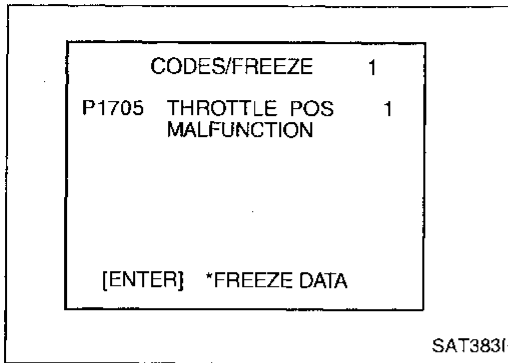 CODES/FREEZE 1
P1705 THROTTLE POS 1
MALFUNCTION
[ENTER] *FREEZE DATA